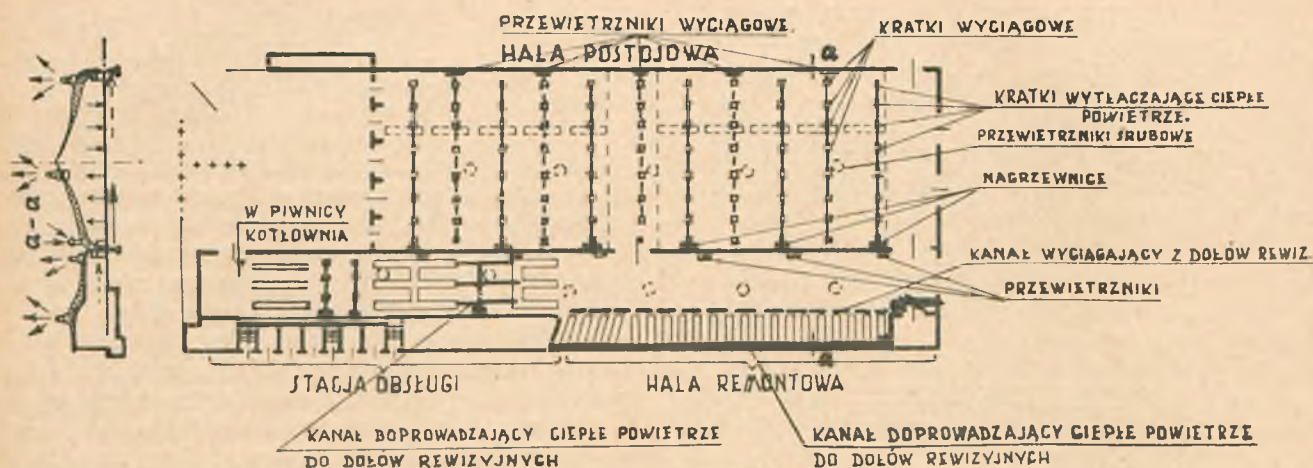 PRZEWIETRZNIKI WYCIĄGOWE
HALA POSTOJOWA
a
KRATKI WYCIĄGOWE
KRATKI WYTŁACZAJĄCE CIEPŁE
POWIETRZE.
PRZEWIETRZNIKI ŚRUBOWE
NAGRZEWNICE
a-a
W PIWNICY
KOTŁOWNIA
KANAŁ WYCIĄGAJĄCY Z DOŁÓW REWIZ.
PRZEWIETRZNIKI
a
STACJA OBSŁUGI
HALA REMONTOWA
KANAŁ DOPROWADZAJĄCY CIEPŁE POWIETRZE
DO DOŁÓW REWIZYJNYCH
KANAŁ DOPROWADZAJĄCY CIEPŁE POWIETRZE
DO DOŁÓW REWIZYJNYCH